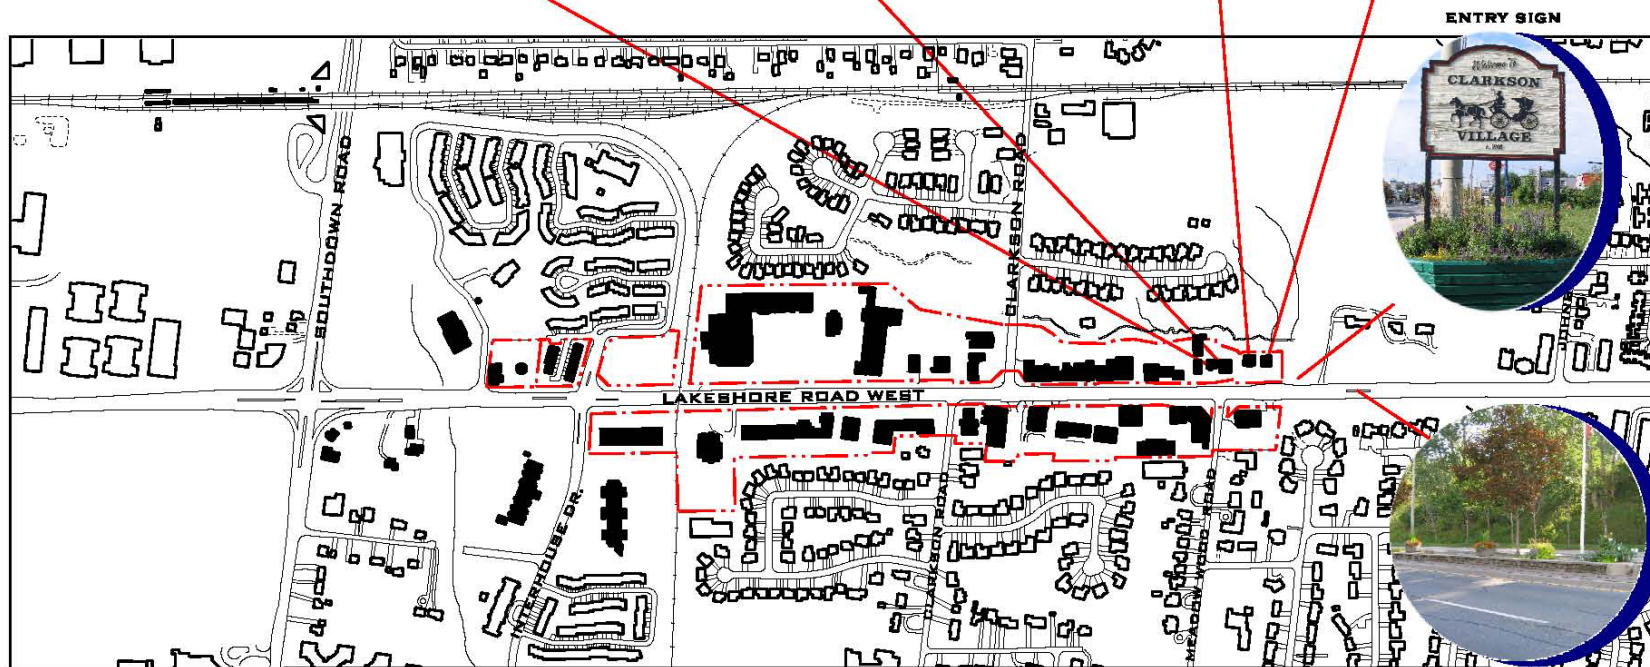 ENTRY SIGN
Welcome To
CLARKSON
VILLAGE
SOUTHDOWN ROAD
CLARKSON ROAD
LAKESHORE ROAD WEST
INTERHOUSE DR.
CLARKSON ROAD
MEADOW WOOD ROAD